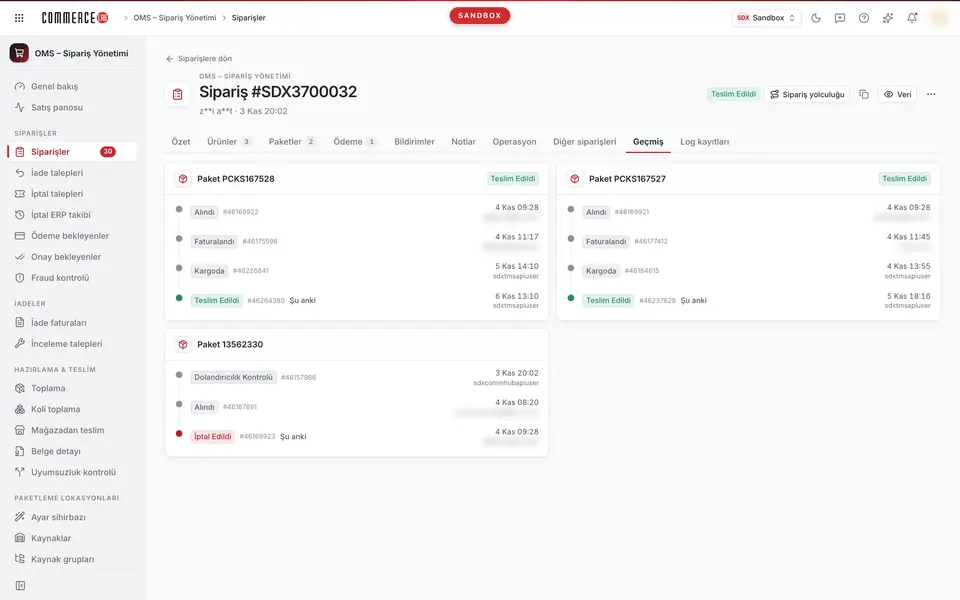 COMMERCE LAB
OMS – Sipariş Yönetimi
Siparişler
SANDBOX
SDX Sandbox
OMS – Sipariş Yönetimi
Genel bakış
Satış panosu
SİPARİŞLER
Siparişler 30
İade talepleri
İptal talepleri
İptal ERP takibi
Ödeme bekleyenler
Onay bekleyenler
Fraud kontrolü
İADELER
İade faturaları
İnceleme talepleri
HAZIRLAMA & TESLİM
Toplama
Koli toplama
Mağazadan teslim
Belge detayı
Uyumsuzluk kontrolü
PAKETLEME LOKASYONLARI
Ayar sihirbazı
Kaynaklar
Kaynak grupları
Siparişlere dön
OMS – SİPARİŞ YÖNETİMİ
Sipariş #SDX3700032
z**i a**t · 3 Kas 20:02
Teslim Edildi
Sipariş yolculuğu
Veri
Özet
Ürünler 3
Paketler 2
Ödeme 1
Bildirimler
Notlar
Operasyon
Diğer siparişleri
Geçmiş
Log kayıtları
Paket PCKS167528
Teslim Edildi
Alındı #46169922
4 Kas 09:28
Faturalandı #46175596
4 Kas 11:17
Kargoda #46226841
5 Kas 14:10
sdxtmsapiuser
Teslim Edildi #46264380 Şu anki
6 Kas 13:10
sdxtmsapiuser
Paket PCKS167527
Teslim Edildi
Alındı #46169921
4 Kas 09:28
Faturalandı #46177412
4 Kas 11:45
Kargoda #46184615
4 Kas 13:55
sdxtmsapiuser
Teslim Edildi #46237829 Şu anki
5 Kas 18:16
sdxtmsapiuser
Paket 13562330
Dolandırıcılık Kontrolü #46157986
3 Kas 20:02
sdxcommhubapiuser
Alındı #46167891
4 Kas 08:20
İptal Edildi #46169923 Şu anki
4 Kas 09:28